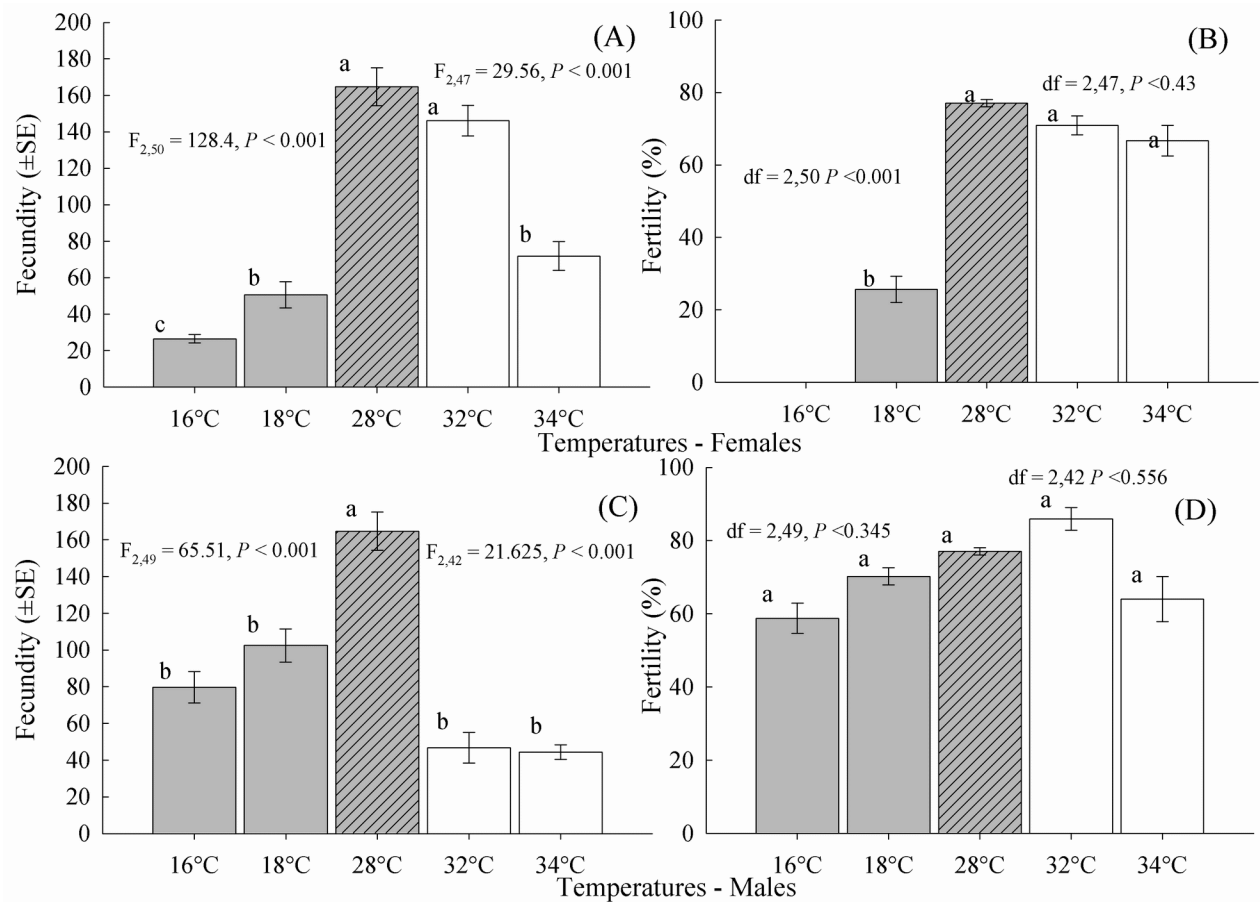 (A)
Fecundity (±SE)
200
180
160
140
120
100
80
60
40
20
0
F2,50 = 128.4, P < 0.001
F2,47 = 29.56, P < 0.001
c
b
a
a
b
16°C 18°C 28°C 32°C 34°C
(B)
Fertility (%)
100
80
60
40
20
0
df = 2,50 P <0.001
df = 2,47, P <0.43
b
a
a
a
16°C 18°C 28°C 32°C 34°C
Temperatures - Females
(C)
Fecundity (±SE)
200
180
160
140
120
100
80
60
40
20
0
F2,49 = 65.51, P < 0.001
F2,42 = 21.625, P < 0.001
b
b
a
b
b
16°C 18°C 28°C 32°C 34°C
(D)
Fertility (%)
100
80
60
40
20
0
df = 2,49, P <0.345
df = 2,42 P <0.556
a
a
a
a
a
16°C 18°C 28°C 32°C 34°C
Temperatures - Males